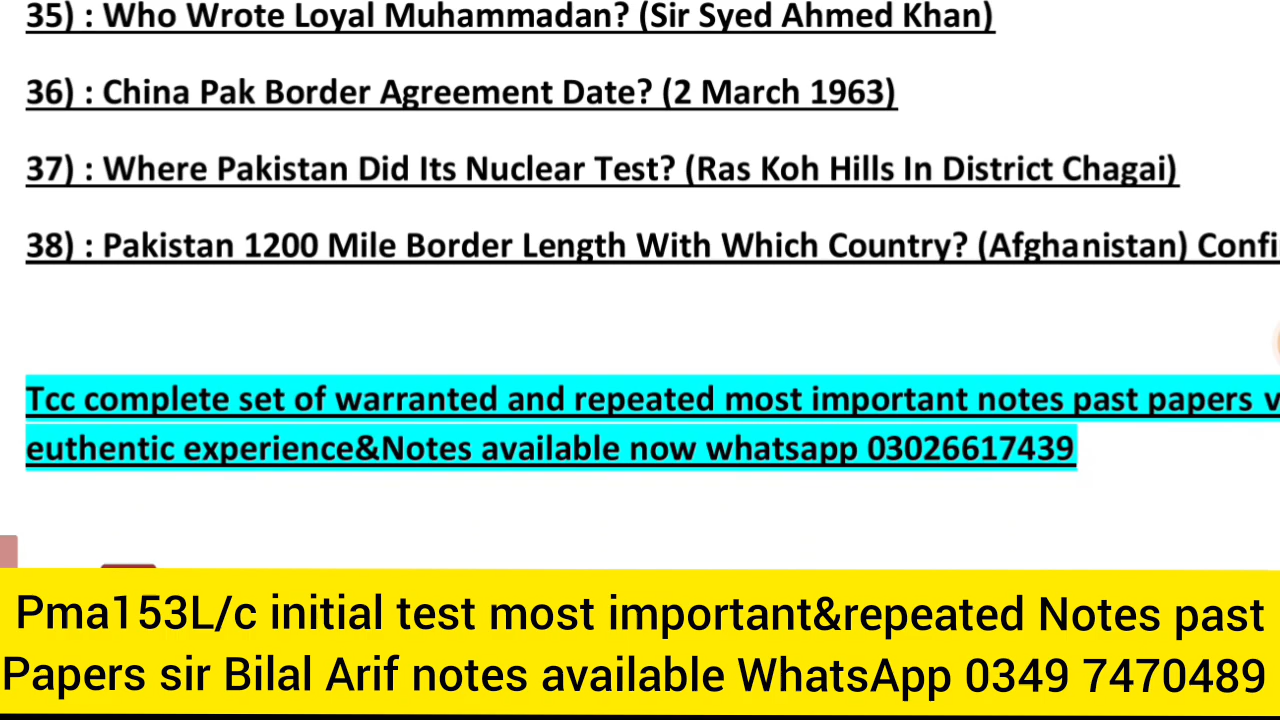 35) : Who Wrote Loyal Muhammadan? (Sir Syed Ahmed Khan)
36) : China Pak Border Agreement Date? (2 March 1963)
37) : Where Pakistan Did Its Nuclear Test? (Ras Koh Hills In District Chagai)
38) : Pakistan 1200 Mile Border Length With Which Country? (Afghanistan)
Tcc complete set of warranted and repeated most important notes past papers
euthentic experience&Notes available now whatsapp 03026617439
Pma153L/c initial test most important&repeated Notes past
Papers sir Bilal Arif notes available WhatsApp 0349 7470489